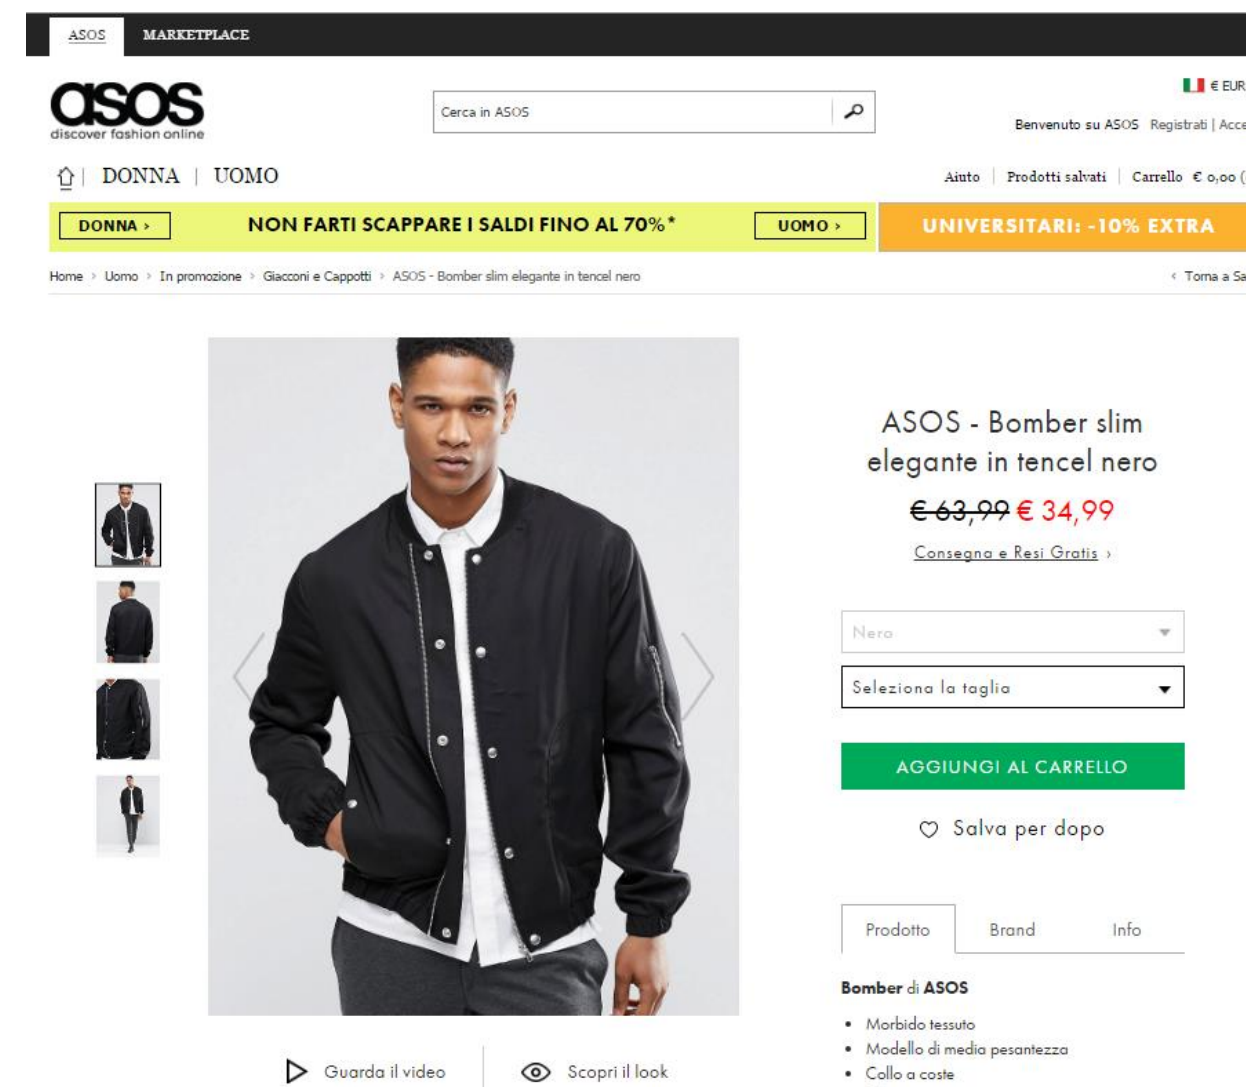 ASOS MARKETPLACE
asos
discover fashion online
Cerca in ASOS
€ EUR
Benvenuto su ASOS Registrati |
DONNA | UOMO
Aiuto | Prodotti salvati | Carrello € 0,00
DONNA ›
NON FARTI SCAPPARE I SALDI FINO AL 70%*
UOMO ›
UNIVERSITARI: -10% EXTRA
Home › Uomo › In promozione › Giacconi e Cappotti › ASOS - Bomber slim elegante in tencel nero
‹ Torna a
ASOS - Bomber slim
elegante in tencel nero
€ 63,99 € 34,99
Consegna e Resi Gratis ›
Nero
Seleziona la taglia
AGGIUNGI AL CARRELLO
Salva per dopo
Prodotto Brand Info
Bomber di ASOS
• Morbido tessuto
• Modello di media pesantezza
• Collo a coste
Guarda il video
Scopri il look